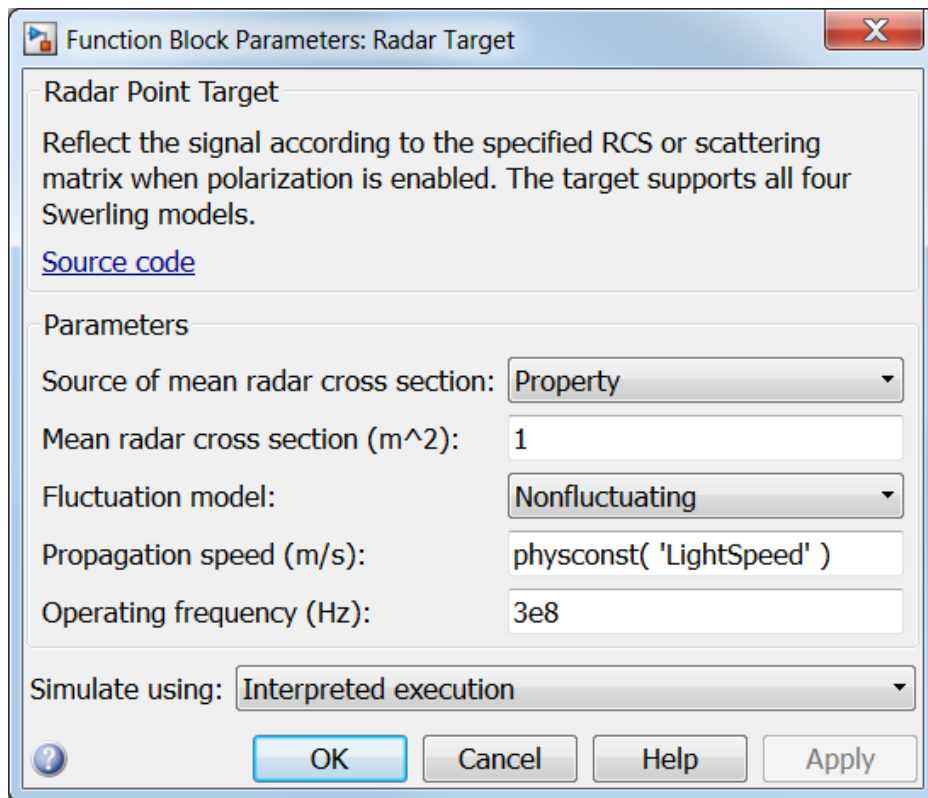 Function Block Parameters: Radar Target
X
Radar Point Target
Reflect the signal according to the specified RCS or scattering
matrix when polarization is enabled. The target supports all four
Swerling models.
Source code
Parameters
Source of mean radar cross section: Property
Mean radar cross section (m^2): 1
Fluctuation model: Nonfluctuating
Propagation speed (m/s): physconst( 'LightSpeed' )
Operating frequency (Hz): 3e8
Simulate using: Interpreted execution
? OK Cancel Help Apply